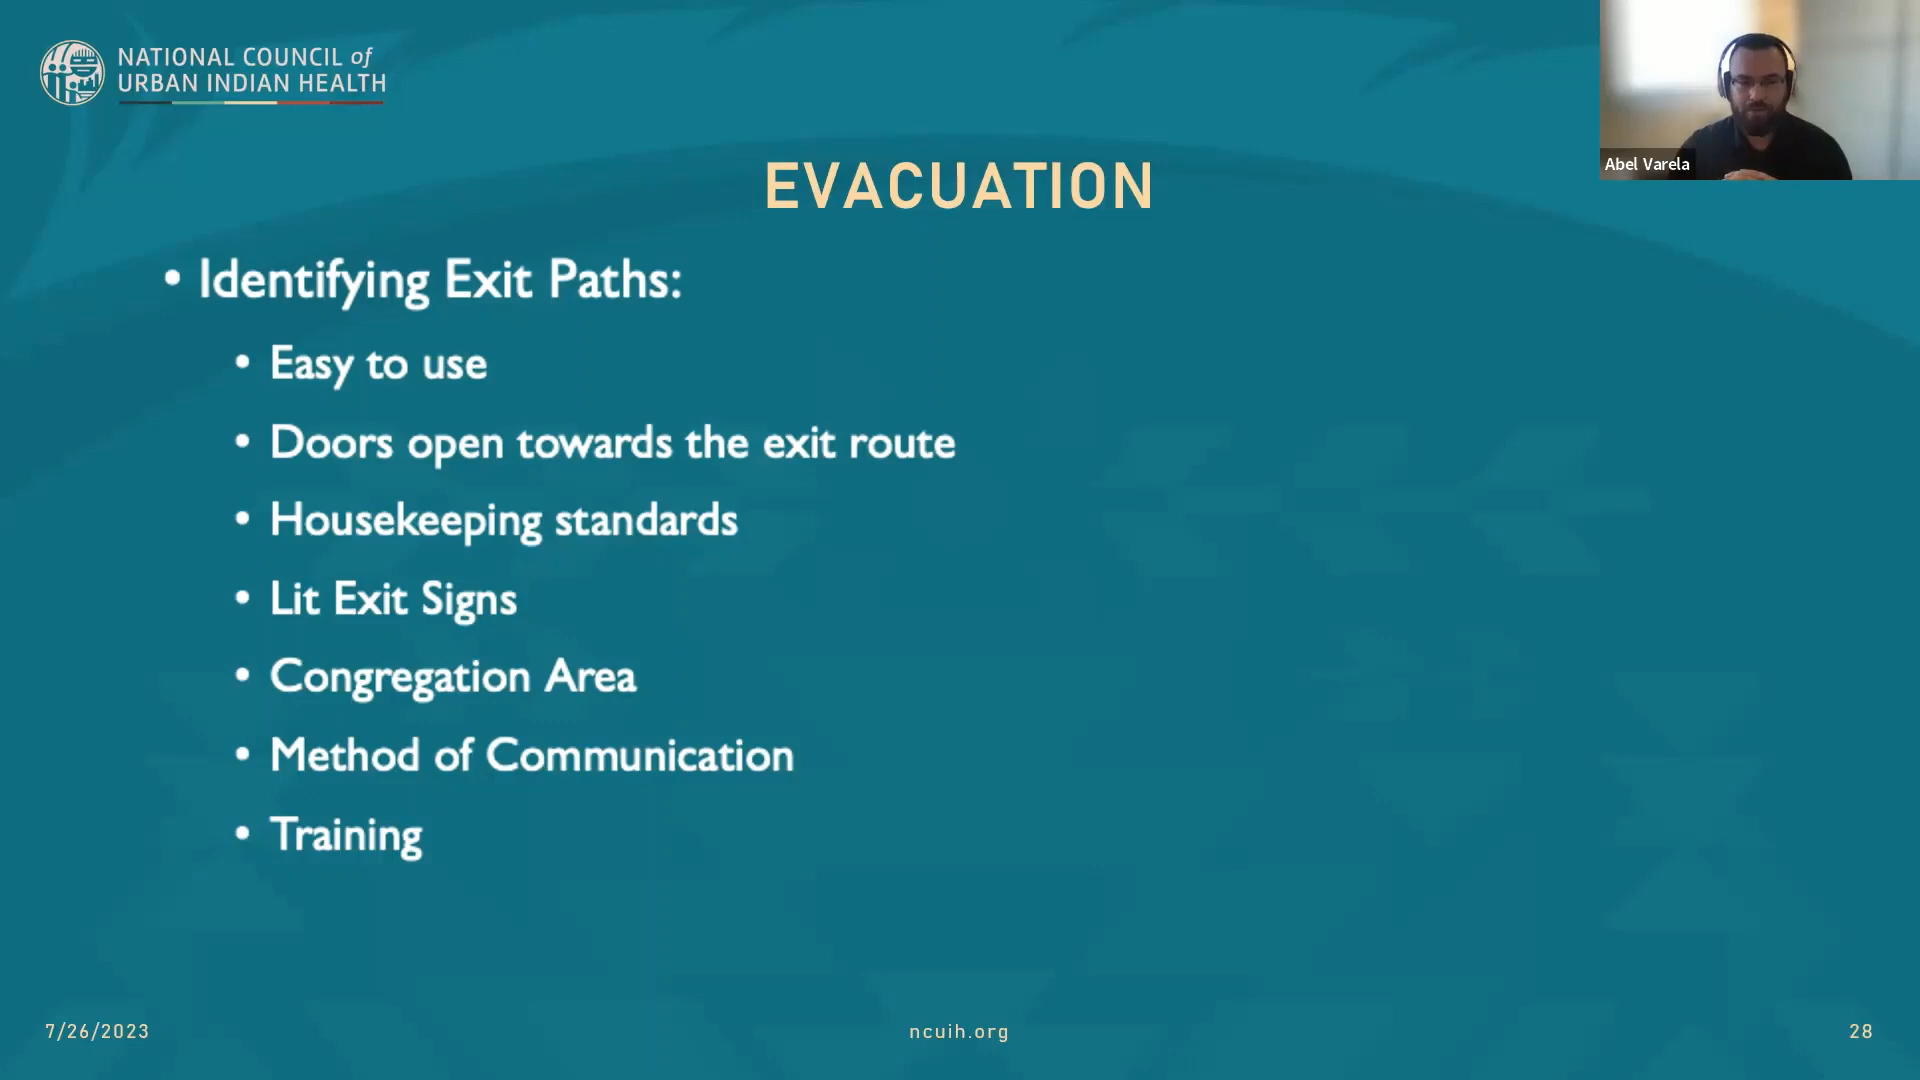 NATIONAL COUNCIL of
URBAN INDIAN HEALTH
Abel Varela
EVACUATION
• Identifying Exit Paths:
• Easy to use
• Doors open towards the exit route
• Housekeeping standards
• Lit Exit Signs
• Congregation Area
• Method of Communication
• Training
7/26/2023
ncuih.org
28